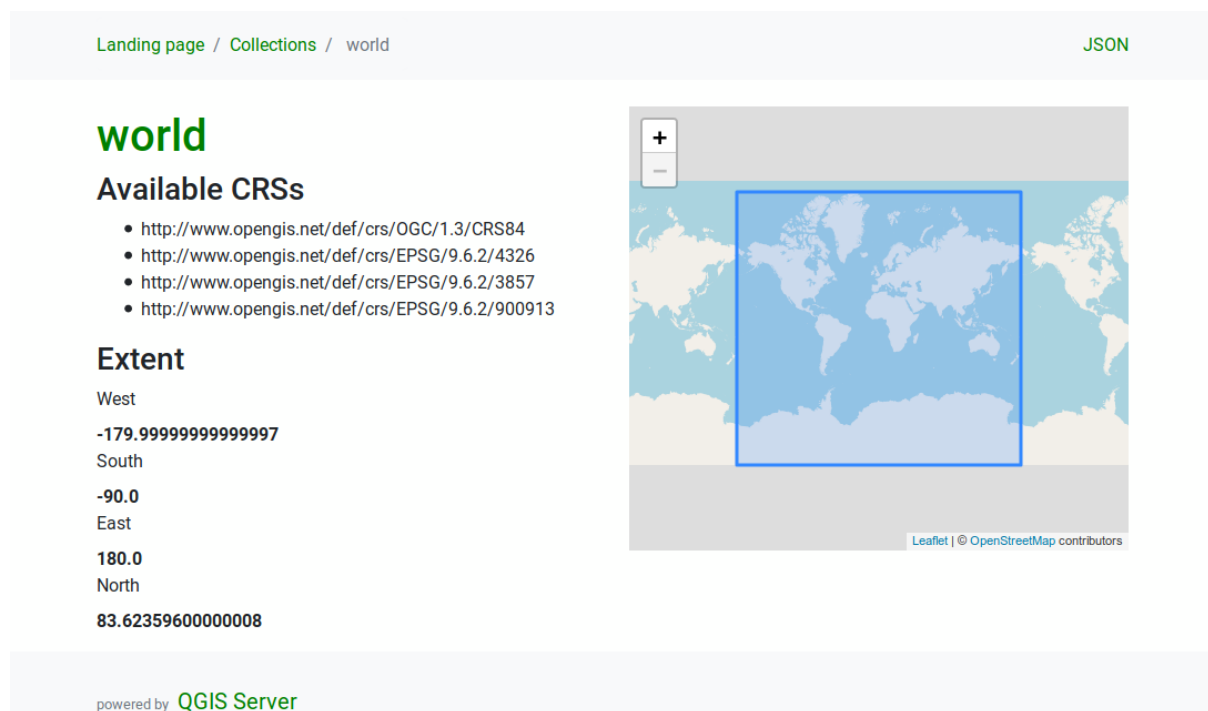 Landing page / Collections / world
JSON
world
Available CRSs
http://www.opengis.net/def/crs/OGC/1.3/CRS84
http://www.opengis.net/def/crs/EPSG/9.6.2/4326
http://www.opengis.net/def/crs/EPSG/9.6.2/3857
http://www.opengis.net/def/crs/EPSG/9.6.2/900913
Extent
West
-179.99999999999997
South
-90.0
East
180.0
North
83.62359600000008
+
−
Leaflet | © OpenStreetMap contributors
powered by QGIS Server